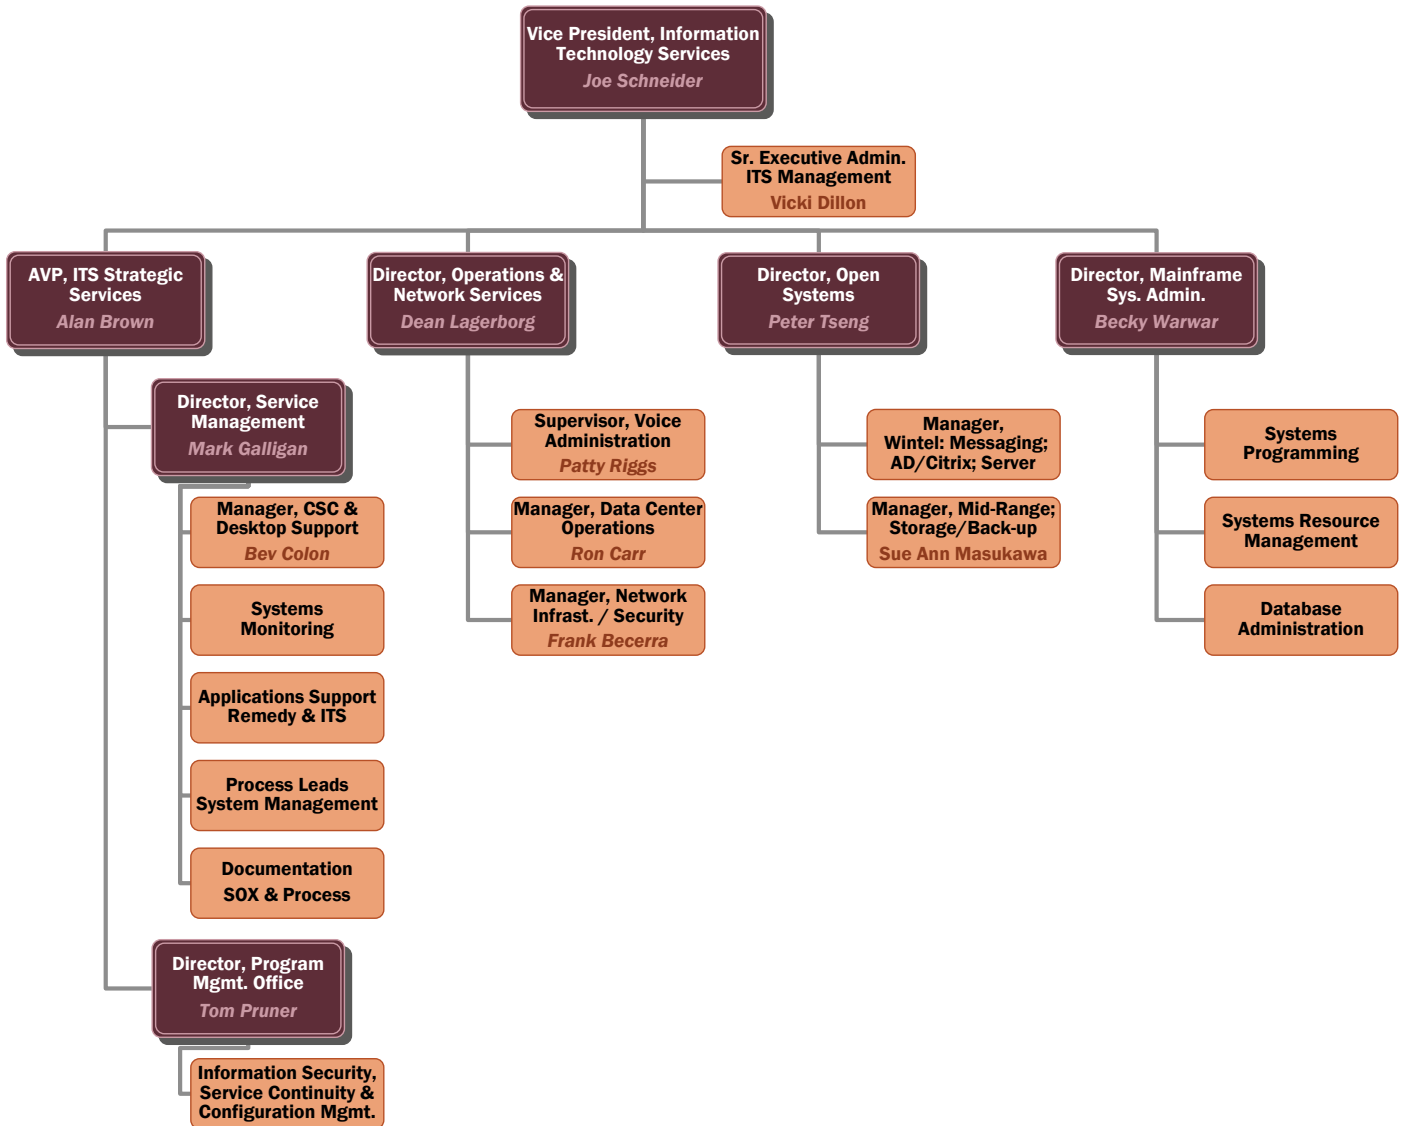 Vice President, Information
Technology Services
Joe Schneider
Sr. Executive Admin.
ITS Management
Vicki Dillon
AVP, ITS Strategic
Services
Alan Brown
Director, Operations &
Network Services
Dean Lagerborg
Director, Open
Systems
Peter Tseng
Director, Mainframe
Sys. Admin.
Becky Warwar
Director, Service
Management
Mark Galligan
Manager, CSC &
Desktop Support
Bev Colon
Systems
Monitoring
Applications Support
Remedy & ITS
Process Leads
System Management
Documentation
SOX & Process
Director, Program
Mgmt. Office
Tom Pruner
Information Security,
Service Continuity &
Configuration Mgmt.
Supervisor, Voice
Administration
Patty Riggs
Manager, Data Center
Operations
Ron Carr
Manager, Network
Infrast. / Security
Frank Becerra
Manager,
Wintel: Messaging;
AD/Citrix; Server
Manager, Mid-Range;
Storage/Back-up
Sue Ann Masukawa
Systems
Programming
Systems Resource
Management
Database
Administration